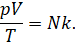 pV/T = Nk.